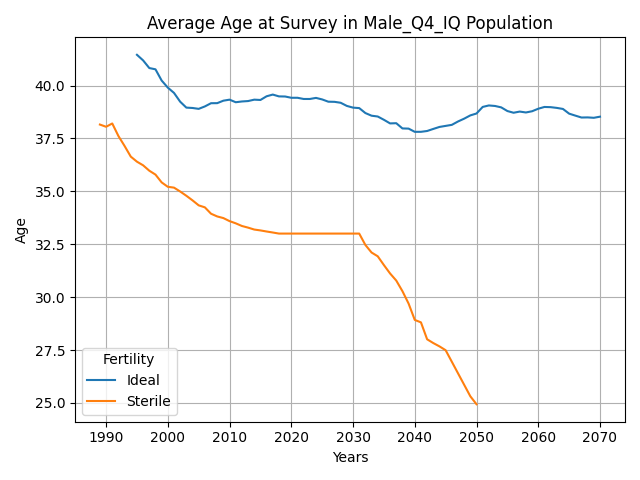 Average Age at Survey in Male_Q4_IQ Population
Age
40.0
37.5
35.0
32.5
30.0
27.5
25.0
Fertility
Ideal
Sterile
1990 2000 2010 2020 2030 2040 2050 2060 2070
Years